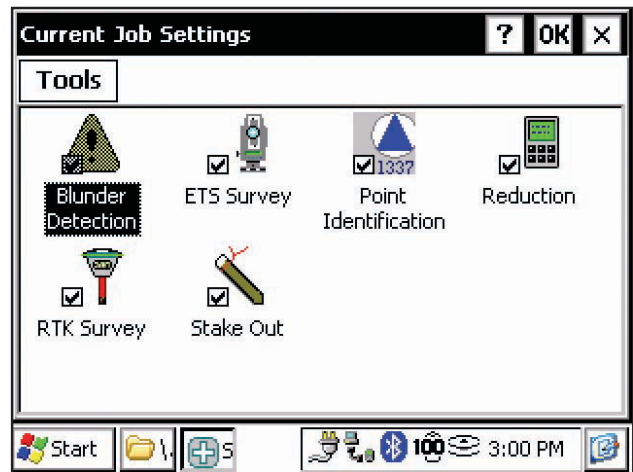 Current Job Settings ? OK ×
Tools
Blunder Detection
ETS Survey
1337
Point Identification
Reduction
RTK Survey
Stake Out
Start \. S 100 3:00 PM